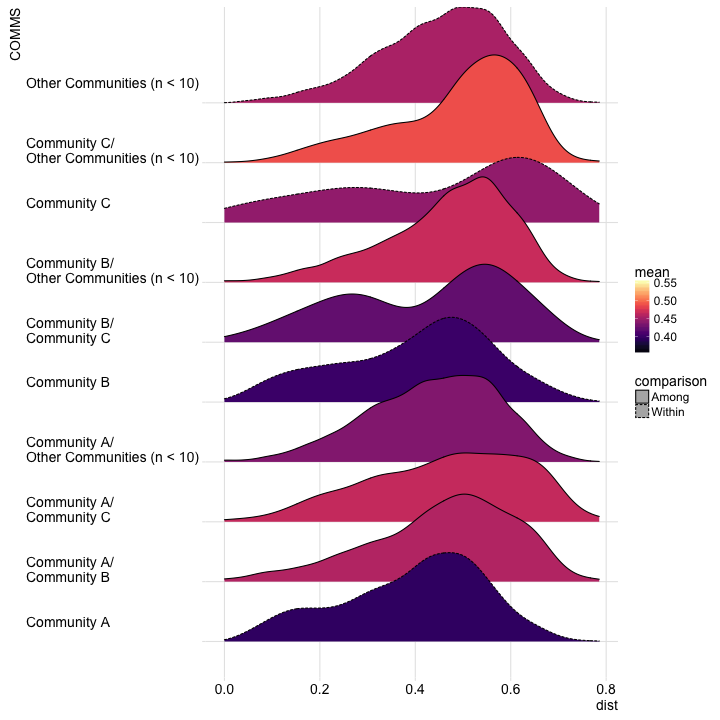 COMMS
Other Communities (n < 10)
Community C/
Other Communities (n < 10)
Community C
Community B/
Other Communities (n < 10)
Community B/
Community C
Community B
Community A/
Other Communities (n < 10)
Community A/
Community C
Community A/
Community B
Community A
0.0 0.2 0.4 0.6 0.8
dist
mean
0.55
0.50
0.45
0.40
comparison
Among
Within